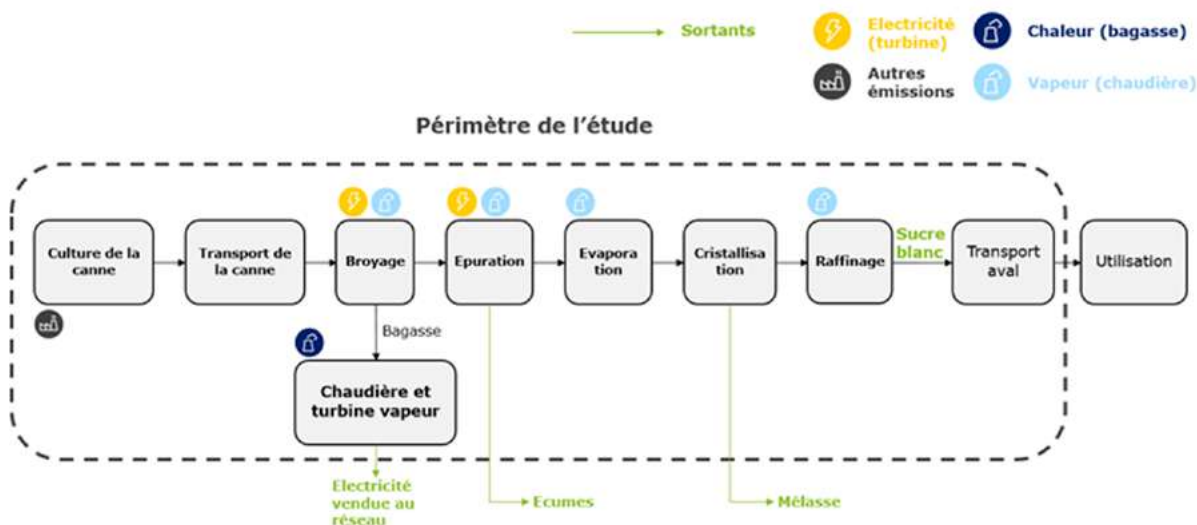 Sortants
Electricité
(turbine)
Chaleur (bagasse)
Autres
émissions
Vapeur (chaudière)
Périmètre de l'étude
Culture de la
canne
Transport de
la canne
Broyage
Epuration
Evapora
tion
Cristallisa
tion
Raffinage
Sucre
blanc
Transport
aval
Utilisation
Bagasse
Chaudière et
turbine vapeur
Electricité
vendue au
réseau
Ecumes
Mélasse